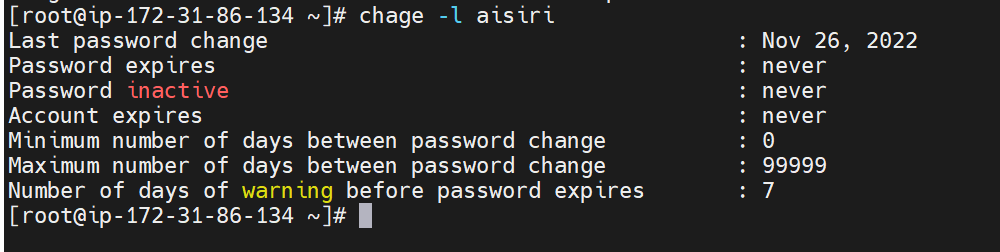 [root@ip-172-31-86-134 ~]# chage -l aisiri
Last password change : Nov 26, 2022
Password expires : never
Password inactive : never
Account expires : never
Minimum number of days between password change : 0
Maximum number of days between password change : 99999
Number of days of warning before password expires : 7
[root@ip-172-31-86-134 ~]#